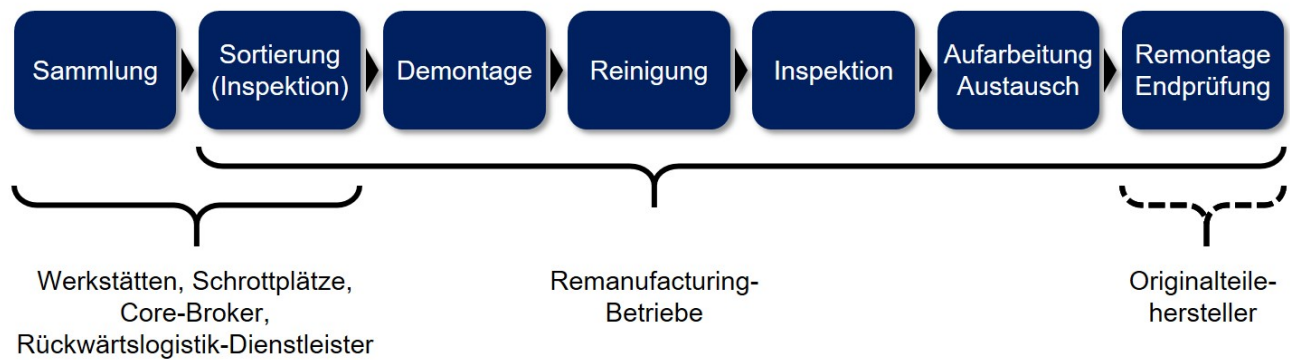 Sammlung
Sortierung
(Inspektion)
Demontage
Reinigung
Inspektion
Aufarbeitung
Austausch
Remontage
Endprüfung
Werkstätten, Schrottplätze,
Core-Broker,
Rückwärtslogistik-Dienstleister
Remanufacturing-
Betriebe
Originalteile-
hersteller